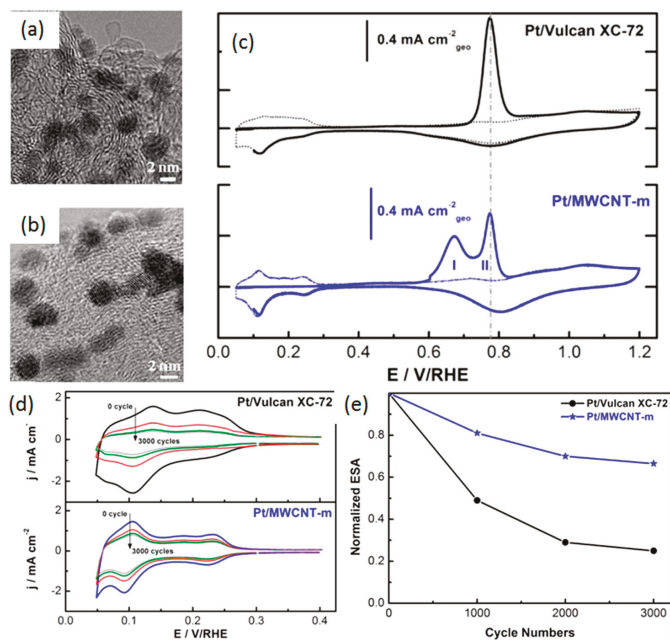 (a)
2 nm
(b)
2 nm
(c)
0.4 mA cm⁻²geo
Pt/Vulcan XC-72
0.4 mA cm⁻²geo
Pt/MWCNT-m
I II
0.0 0.2 0.4 0.6 0.8 1.0 1.2
E / V/RHE
(d)
Pt/Vulcan XC-72
0 cycle
3000 cycles
j / mA cm⁻
2
0
-2
Pt/MWCNT-m
0 cycle
3000 cycles
j / mA cm⁻²
2
0
-2
0.0 0.1 0.2 0.3 0.4
E / V/RHE
(e)
Pt/Vulcan XC-72
Pt/MWCNT-m
Normalized ESA
0.8
0.6
0.4
0.2
0.0
0 1000 2000 3000
Cycle Numbers